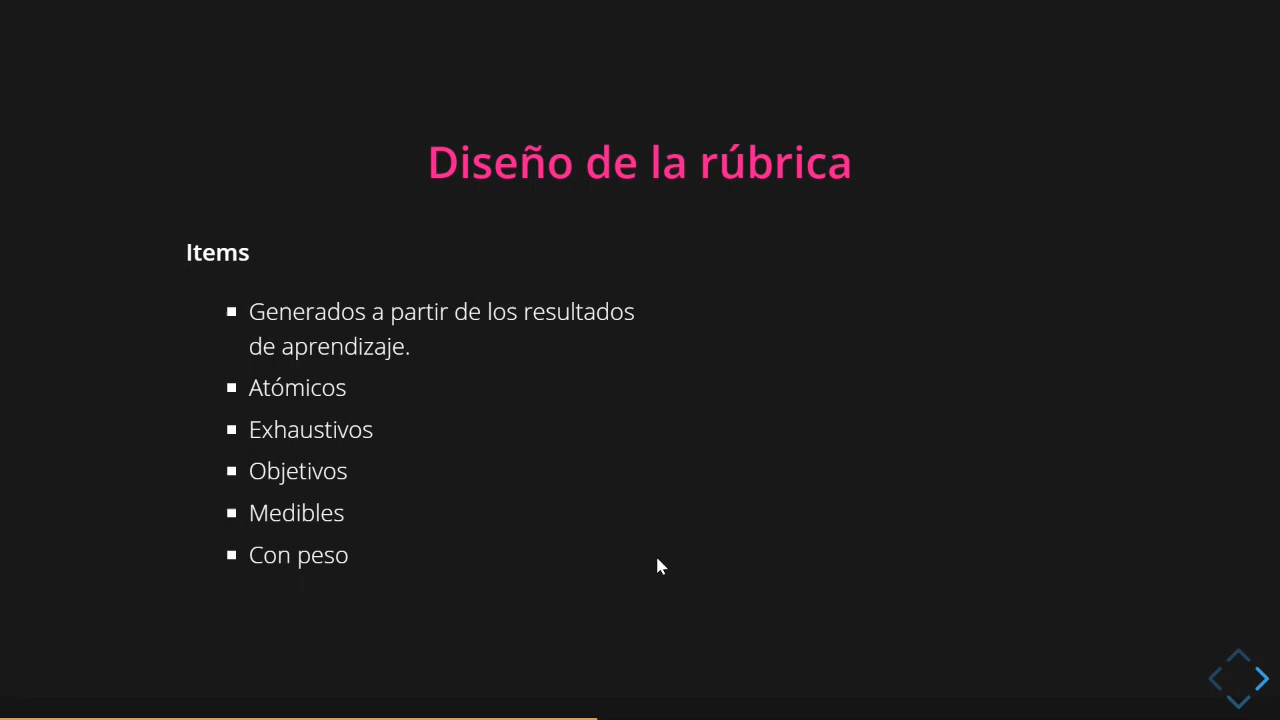 Diseño de la rúbrica
Items
Generados a partir de los resultados
de aprendizaje.
Atómicos
Exhaustivos
Objetivos
Medibles
Con peso